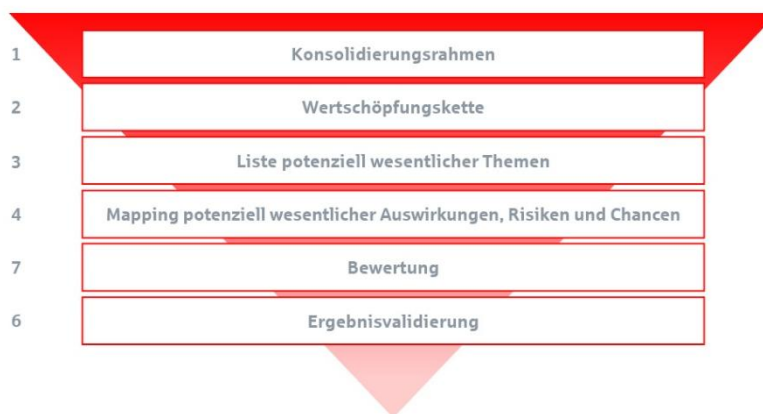 1 Konsolidierungsrahmen
2 Wertschöpfungskette
3 Liste potenziell wesentlicher Themen
4 Mapping potenziell wesentlicher Auswirkungen, Risiken und Chancen
7 Bewertung
6 Ergebnisvalidierung